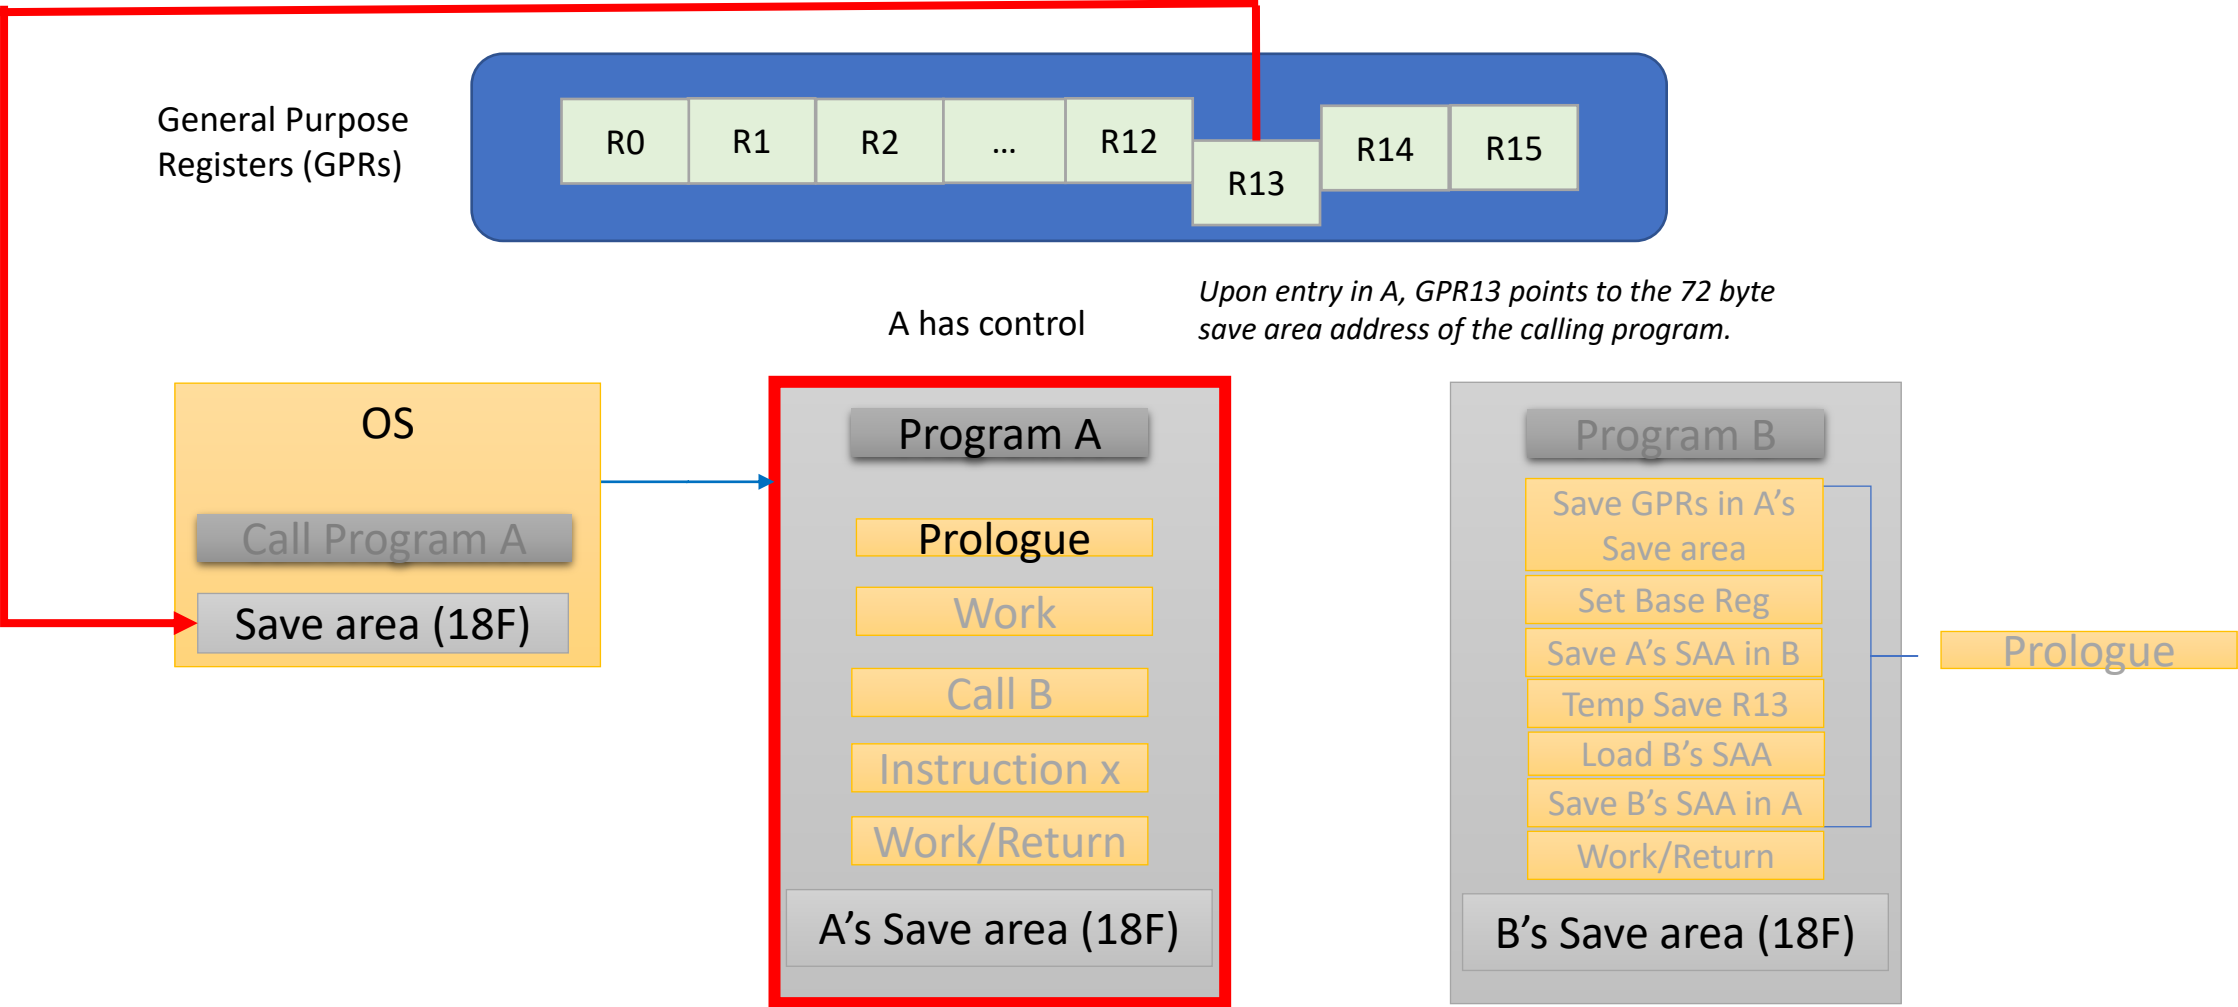 General Purpose
Registers (GPRs)
R0
R1
R2
...
R12
R13
R14
R15
A has control
Upon entry in A, GPR13 points to the 72 byte
save area address of the calling program.
OS
Call Program A
Save area (18F)
Program A
Prologue
Work
Call B
Instruction x
Work/Return
A’s Save area (18F)
Program B
Save GPRs in A’s
Save area
Set Base Reg
Save A’s SAA in B
Temp Save R13
Load B’s SAA
Save B’s SAA in A
Work/Return
B’s Save area (18F)
Prologue